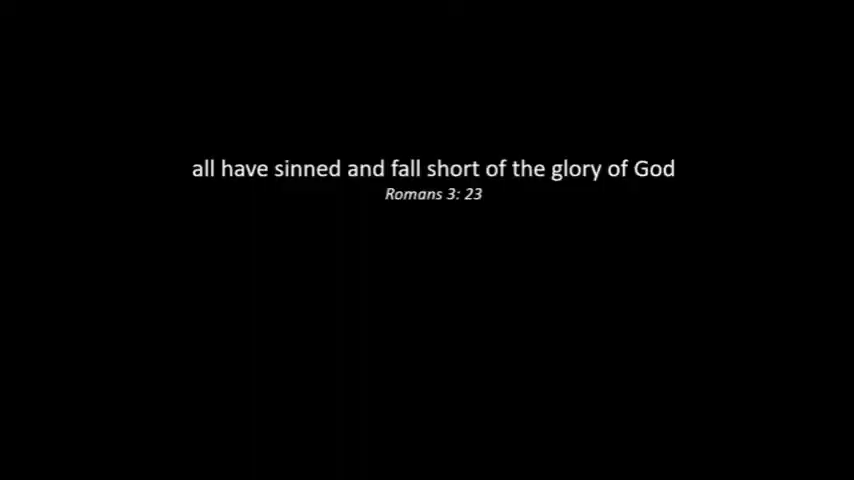 all have sinned and fall short of the glory of God
Romans 3: 23